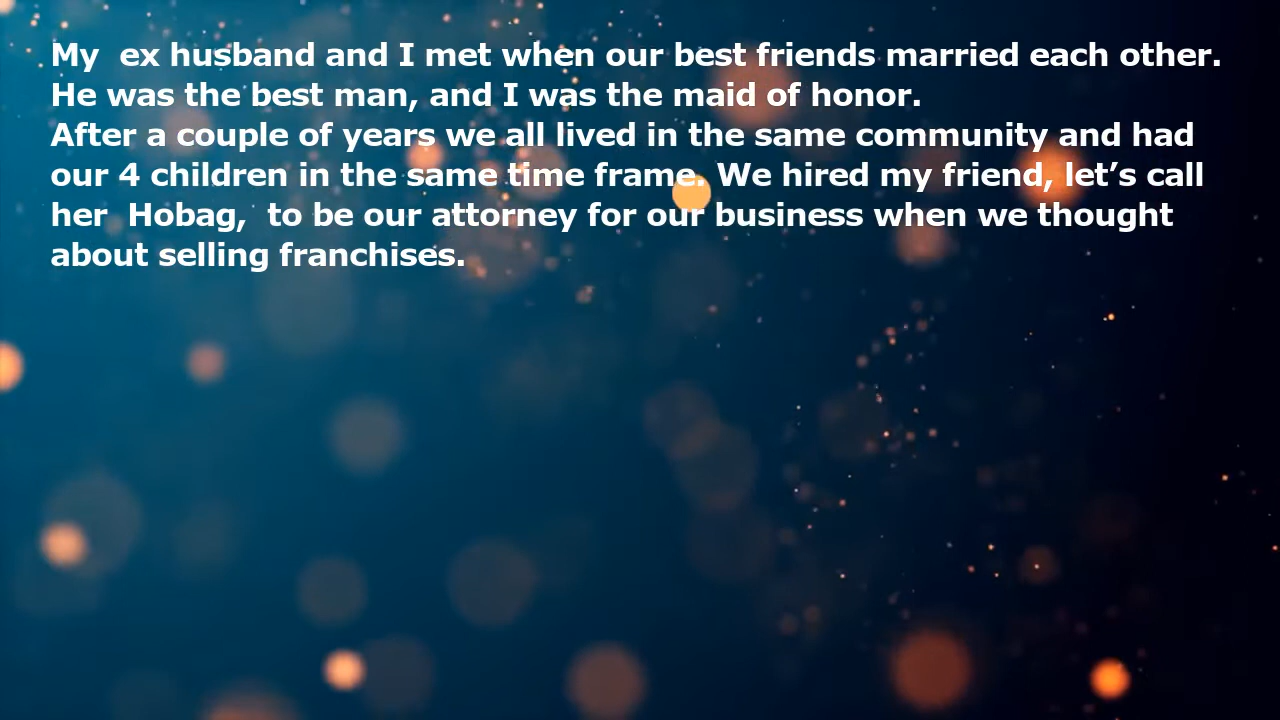 My  ex husband and I met when our best friends married each other.
He was the best man, and I was the maid of honor.
After a couple of years we all lived in the same community and had
our 4 children in the same time frame. We hired my friend, let’s call
her  Hobag,  to be our attorney for our business when we thought
about selling franchises.